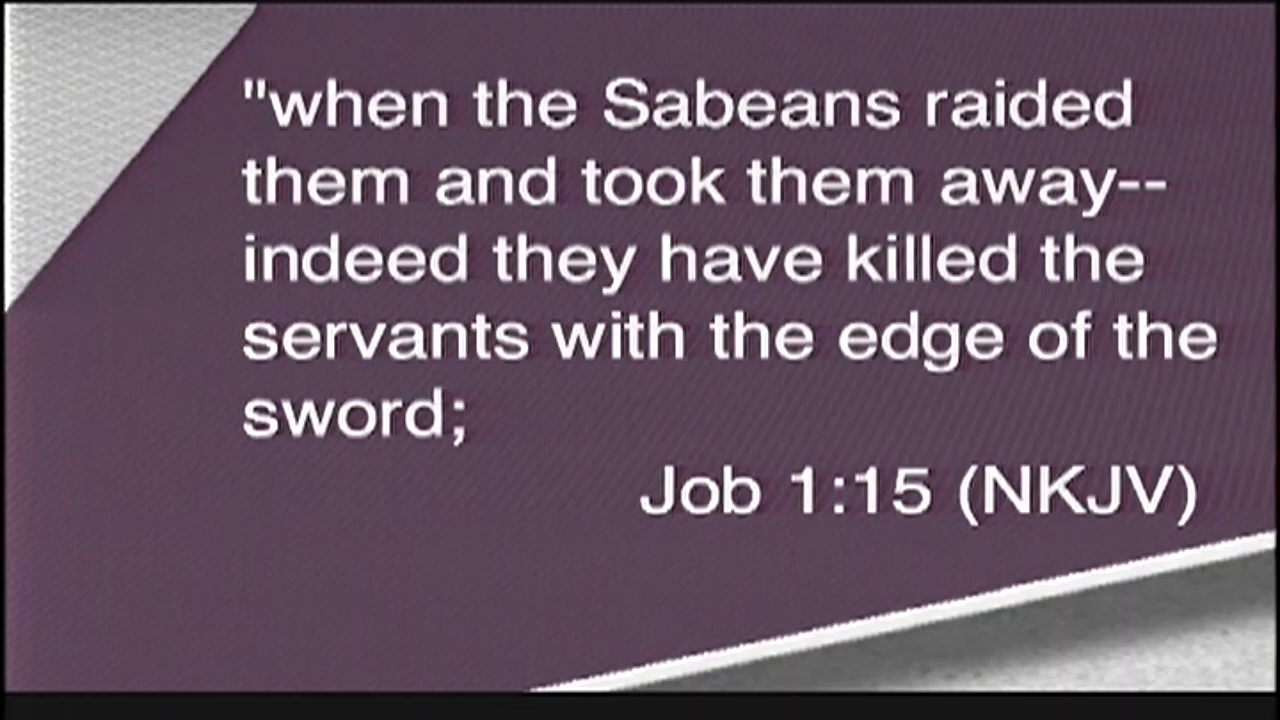 "when the Sabeans raided
them and took them away--
indeed they have killed the
servants with the edge of the
sword;
Job 1:15 (NKJV)